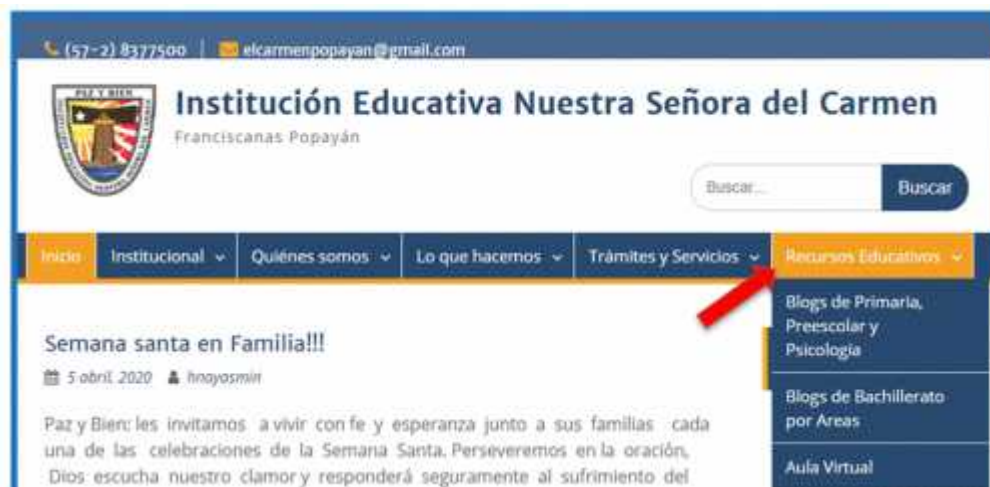 (57-2) 8377500
elcarmenpopayan@gmail.com
PAZ Y BIEN
Institución Educativa Nuestra Señora del Carmen
Franciscanas Popayán
Buscar...
Buscar
Inicio
Institucional
Quiénes somos
Lo que hacemos
Trámites y Servicios
Recursos Educativos
Blogs de Primaria,
Preescolar y
Psicología
Blogs de Bachillerato
por Areas
Aula Virtual
Semana santa en Familia!!!
5 abril, 2020 hnayasmin
Paz y Bien: les invitamos a vivir con fe y esperanza junto a sus familias cada
una de las celebraciones de la Semana Santa. Perseveremos en la oración,
Dios escucha nuestro clamor y responderá seguramente al sufrimiento del